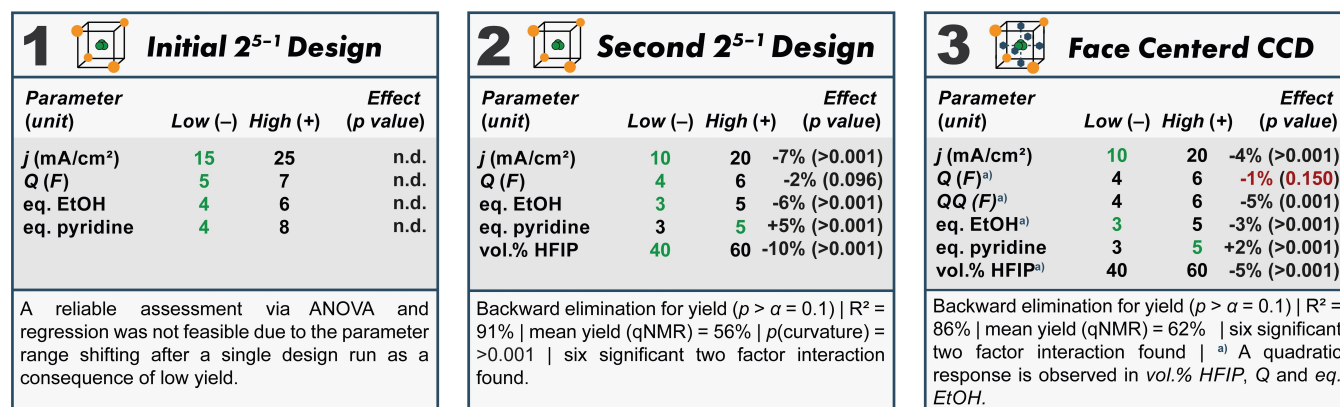 1 Initial 2⁵⁻¹ Design
Parameter Effect
(unit) Low (–) High (+) (p value)
j (mA/cm²) 15 25 n.d.
Q (F) 5 7 n.d.
eq. EtOH 4 6 n.d.
eq. pyridine 4 8 n.d.
A reliable assessment via ANOVA and
regression was not feasible due to the parameter
range shifting after a single design run as a
consequence of low yield.
2 Second 2⁵⁻¹ Design
Parameter Effect
(unit) Low (–) High (+) (p value)
j (mA/cm²) 10 20 -7% (>0.001)
Q (F) 4 6 -2% (0.096)
eq. EtOH 3 5 -6% (>0.001)
eq. pyridine 3 5 +5% (>0.001)
vol.% HFIP 40 60 -10% (>0.001)
Backward elimination for yield (p > α = 0.1) | R² =
91% | mean yield (qNMR) = 56% | p(curvature) =
>0.001 | six significant two factor interaction
found.
3 Face Centerd CCD
Parameter Effect
(unit) Low (–) High (+) (p value)
j (mA/cm²) 10 20 -4% (>0.001)
Q (F)ᵃ⁾ 4 6 -1% (0.150)
QQ (F)ᵃ⁾ 4 6 -5% (0.001)
eq. EtOHᵃ⁾ 3 5 -3% (>0.001)
eq. pyridine 3 5 +2% (>0.001)
vol.% HFIPᵃ⁾ 40 60 -5% (>0.001)
Backward elimination for yield (p > α = 0.1) | R² =
86% | mean yield (qNMR) = 62% | six significant
two factor interaction found | ᵃ⁾ A quadratic
response is observed in vol.% HFIP, Q and eq.
EtOH.